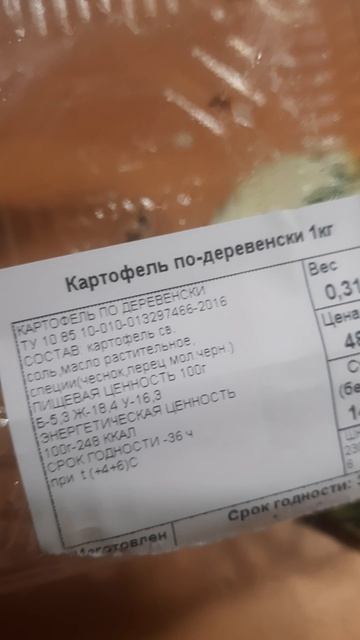 Картофель по-деревенски 1кг
КАРТОФЕЛЬ ПО ДЕРЕВЕНСКИ
ТУ 10 85 10-010-013297466-2016
СОСТАВ: картофель св.
соль,масло растительное,
специи(чеснок,перец мол черн.)
ПИЩЕВАЯ ЦЕННОСТЬ 100г
Б-5,3 Ж-18,4 У-16,3
ЭНЕРГЕТИЧЕСКАЯ ЦЕННОСТЬ
100г-248 ККАЛ
СРОК ГОДНОСТИ -36 ч
при t (+4+6)С
Вес
0,31
Цена
48
Изготовлен
Срок годности: